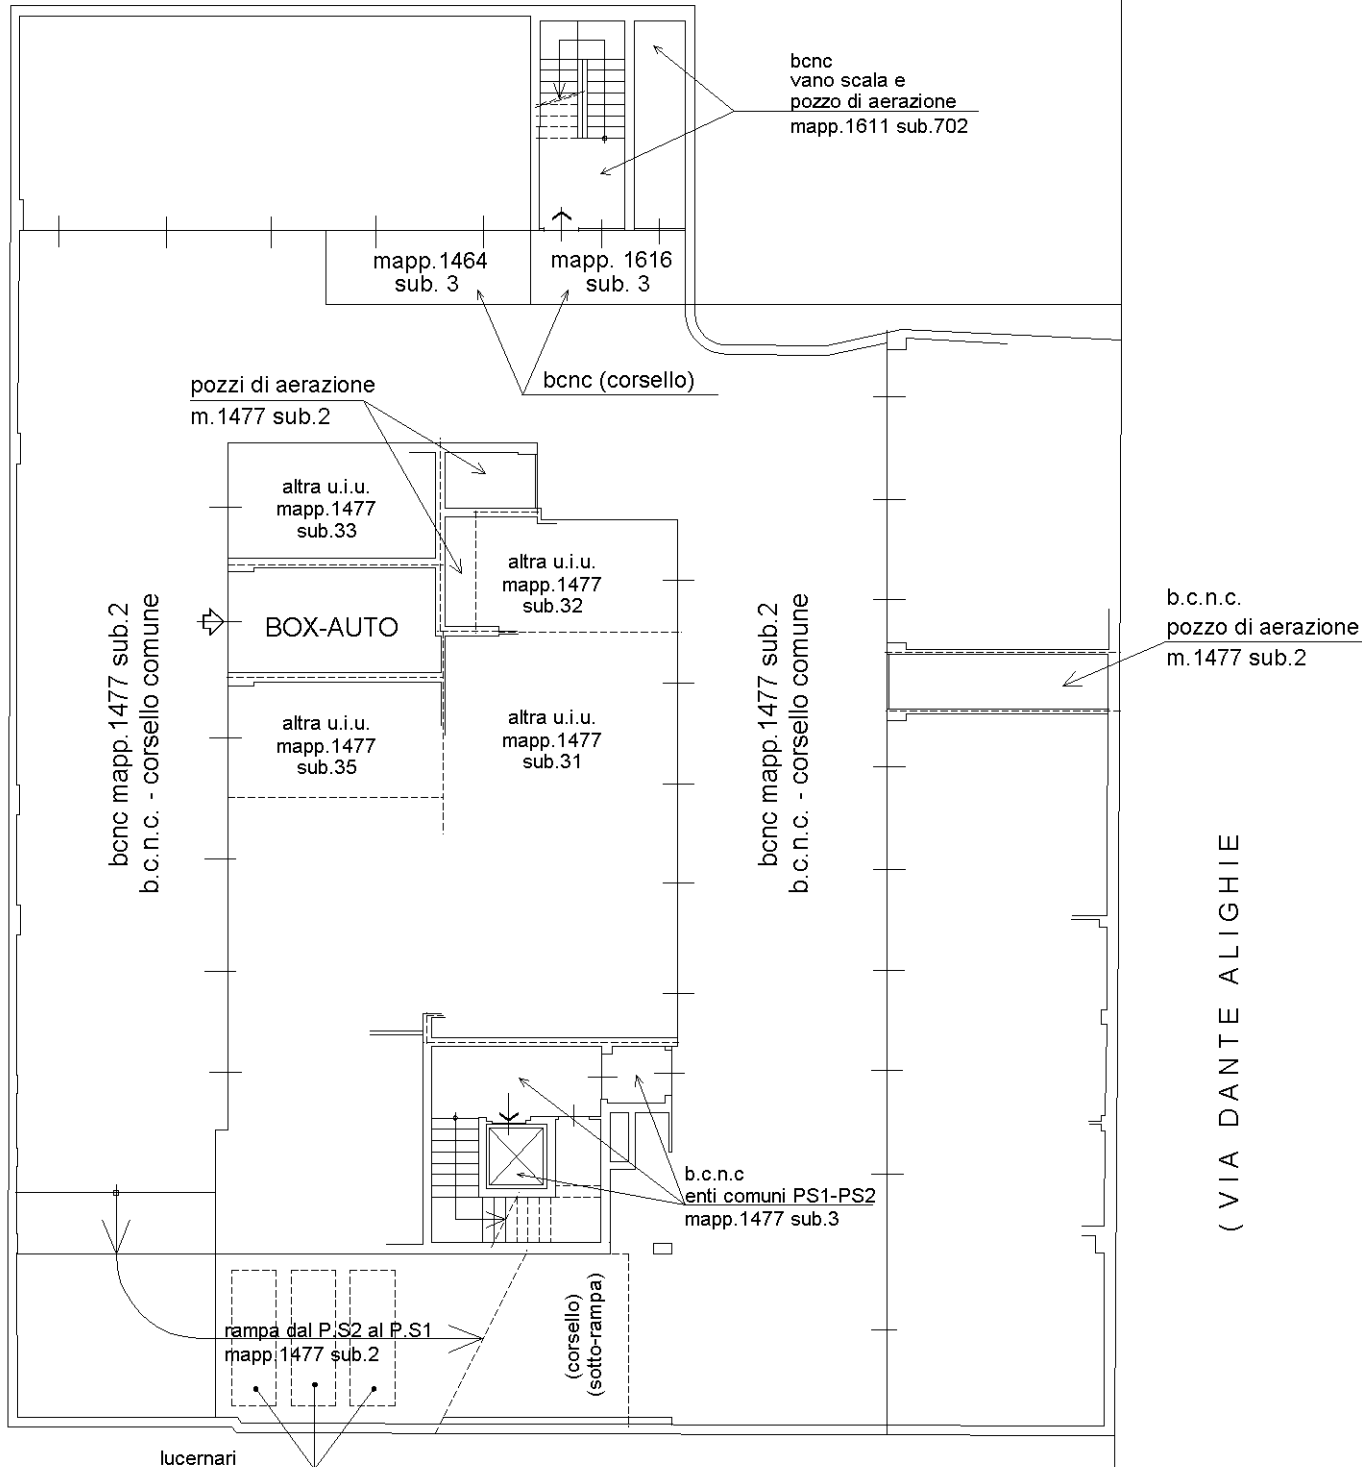 bcnc
vano scala e
pozzo di aerazione
mapp.1611 sub.702
mapp.1464
sub. 3
mapp. 1616
sub. 3
bcnc (corsello)
pozzi di aerazione
m.1477 sub.2
altra u.i.u.
mapp.1477
sub.33
altra u.i.u.
mapp.1477
sub.32
BOX-AUTO
altra u.i.u.
mapp.1477
sub.35
altra u.i.u.
mapp.1477
sub.31
bcnc mapp.1477 sub.2
b.c.n.c. - corsello comune
bcnc mapp.1477 sub.2
b.c.n.c. - corsello comune
b.c.n.c.
pozzo di aerazione
m.1477 sub.2
( VIA DANTE ALIGHIE
b.c.n.c
enti comuni PS1-PS2
mapp.1477 sub.3
(corsello)
(sotto-rampa)
rampa dal P.S2 al P.S1
mapp.1477 sub.2
lucernari